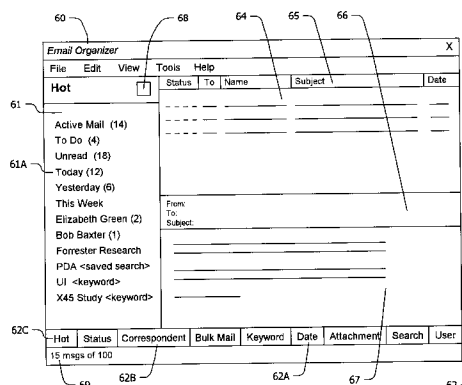 60
68
64
65
66
Email Organizer X
File Edit View Tools Help
Hot
Status To Name Subject Date
61
Active Mail (14)
To Do (4)
Unread (18)
61A
Today (12)
Yesterday (6)
This Week
Elizabeth Green (2)
Bob Baxter (1)
Forrester Research
PDA <saved search>
UI <keyword>
X45 Study <keyword>
From:
To:
Subject:
62C
Hot Status Correspondent Bulk Mail Keyword Date Attachment Search User
15 msgs of 100
69
62B
62A
67
62